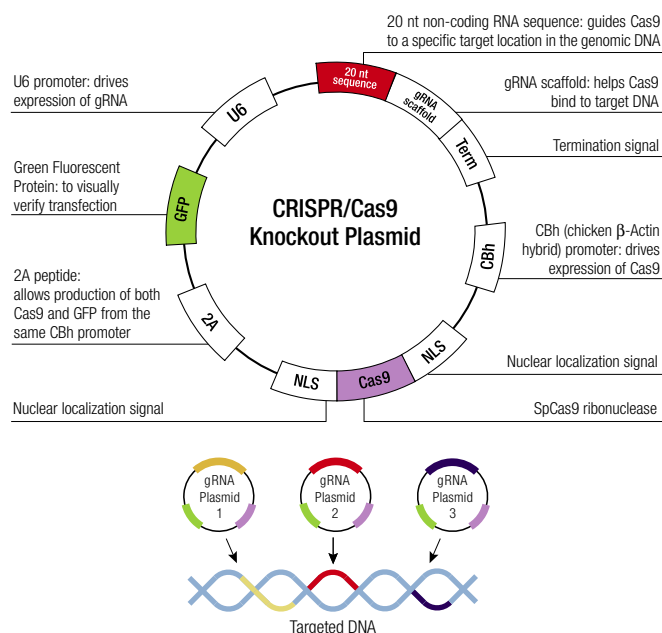 20 nt non-coding RNA sequence: guides Cas9
to a specific target location in the genomic DNA
U6 promoter: drives
expression of gRNA
gRNA scaffold: helps Cas9
bind to target DNA
Termination signal
Green Fluorescent
Protein: to visually
verify transfection
CBh (chicken β-Actin
hybrid) promoter: drives
expression of Cas9
2A peptide:
allows production of both
Cas9 and GFP from the
same CBh promoter
Nuclear localization signal
Nuclear localization signal
SpCas9 ribonuclease
20 nt
sequence
gRNA
scaffold
Term
CBh
NLS
Cas9
NLS
2A
GFP
U6
CRISPR/Cas9
Knockout Plasmid
gRNA
Plasmid
1
gRNA
Plasmid
2
gRNA
Plasmid
3
Targeted DNA